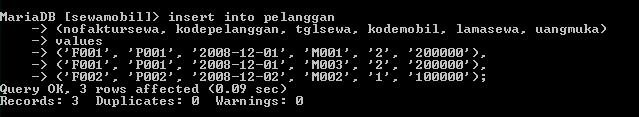 MariaDB [sewamobil]> insert into pelanggan
-> (nofaktursewa, kodepelanggan, tglsewa, kodemobil, lamasewa, uangmuka)
-> values
-> ('F001', 'P001', '2008-12-01', 'M001', '2', '200000'),
-> ('F001', 'P001', '2008-12-01', 'M003', '2', '200000'),
-> ('F002', 'P002', '2008-12-02', 'M002', '1', '100000');
Query OK, 3 rows affected (0.09 sec)
Records: 3  Duplicates: 0  Warnings: 0